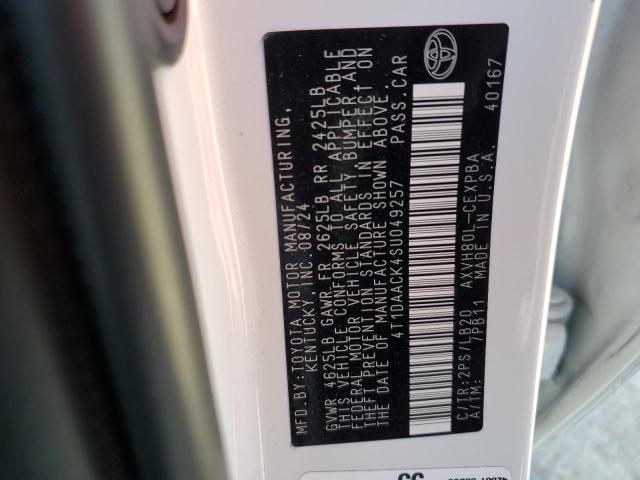 MFD.BY:TOYOTA MOTOR MANUFACTURING,
KENTUCKY,INC 08/24
GVWR 4625LB GAWR FR 2625LB RR 2425LB
THIS VEHICLE CONFORMS TO ALL APPLICABLE
FEDERAL MOTOR VEHICLE SAFETY,BUMPER,AND
THEFT PREVENTION STANDARDS IN EFFECT ON
THE DATE OF MANUFACTURE SHOWN ABOVE.
4T1DAACK4SU049257 PASS.CAR
C/TR:2PS/LB20 AXVH80L-CEXPBA
A/TM: 7PB11 MADE IN U.S.A. 40167